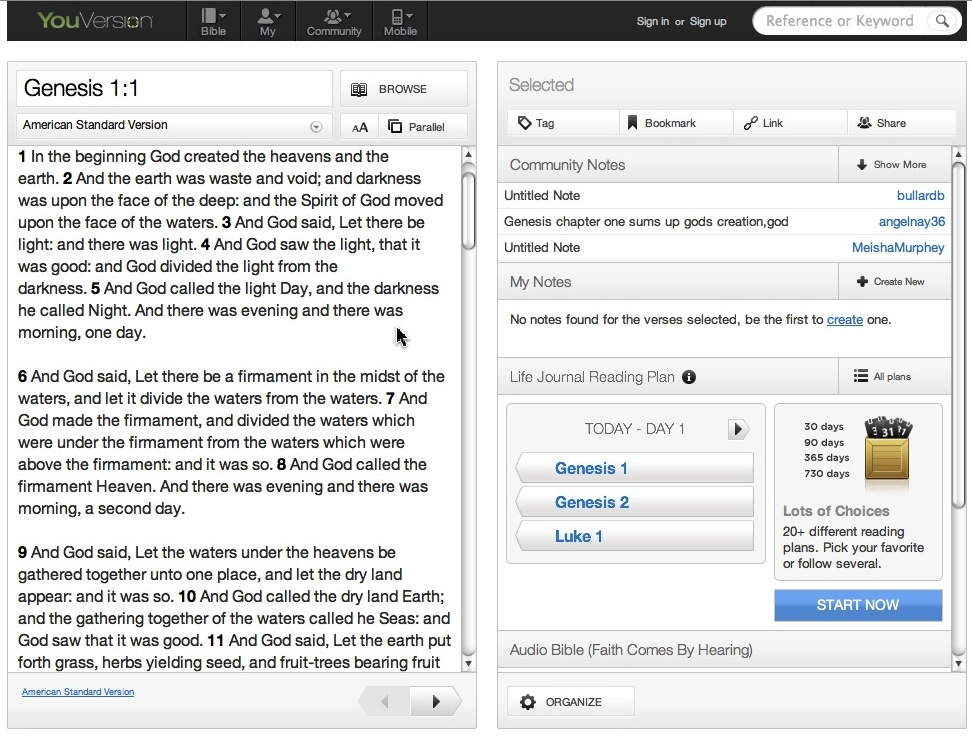 YouVersion
Bible
My
Community
Mobile
Sign in or Sign up
Reference or Keyword
Genesis 1:1
BROWSE
American Standard Version
AA
Parallel
1 In the beginning God created the heavens and the
earth. 2 And the earth was waste and void; and darkness
was upon the face of the deep: and the Spirit of God moved
upon the face of the waters. 3 And God said, Let there be
light: and there was light. 4 And God saw the light, that it
was good: and God divided the light from the
darkness. 5 And God called the light Day, and the darkness
he called Night. And there was evening and there was
morning, one day.
6 And God said, Let there be a firmament in the midst of the
waters, and let it divide the waters from the waters. 7 And
God made the firmament, and divided the waters which
were under the firmament from the waters which were
above the firmament: and it was so. 8 And God called the
firmament Heaven. And there was evening and there was
morning, a second day.
9 And God said, Let the waters under the heavens be
gathered together unto one place, and let the dry land
appear: and it was so. 10 And God called the dry land Earth;
and the gathering together of the waters called he Seas: and
God saw that it was good. 11 And God said, Let the earth put
forth grass, herbs yielding seed, and fruit-trees bearing fruit
American Standard Version
Selected
Tag
Bookmark
Link
Share
Community Notes
Show More
Untitled Note
bullardb
Genesis chapter one sums up gods creation,god
angelnay36
Untitled Note
MeishaMurphey
My Notes
Create New
No notes found for the verses selected, be the first to create one.
Life Journal Reading Plan
All plans
TODAY - DAY 1
Genesis 1
Genesis 2
Luke 1
30 days
90 days
365 days
730 days
3 31 7
Lots of Choices
20+ different reading
plans. Pick your favorite
or follow several.
START NOW
Audio Bible (Faith Comes By Hearing)
ORGANIZE